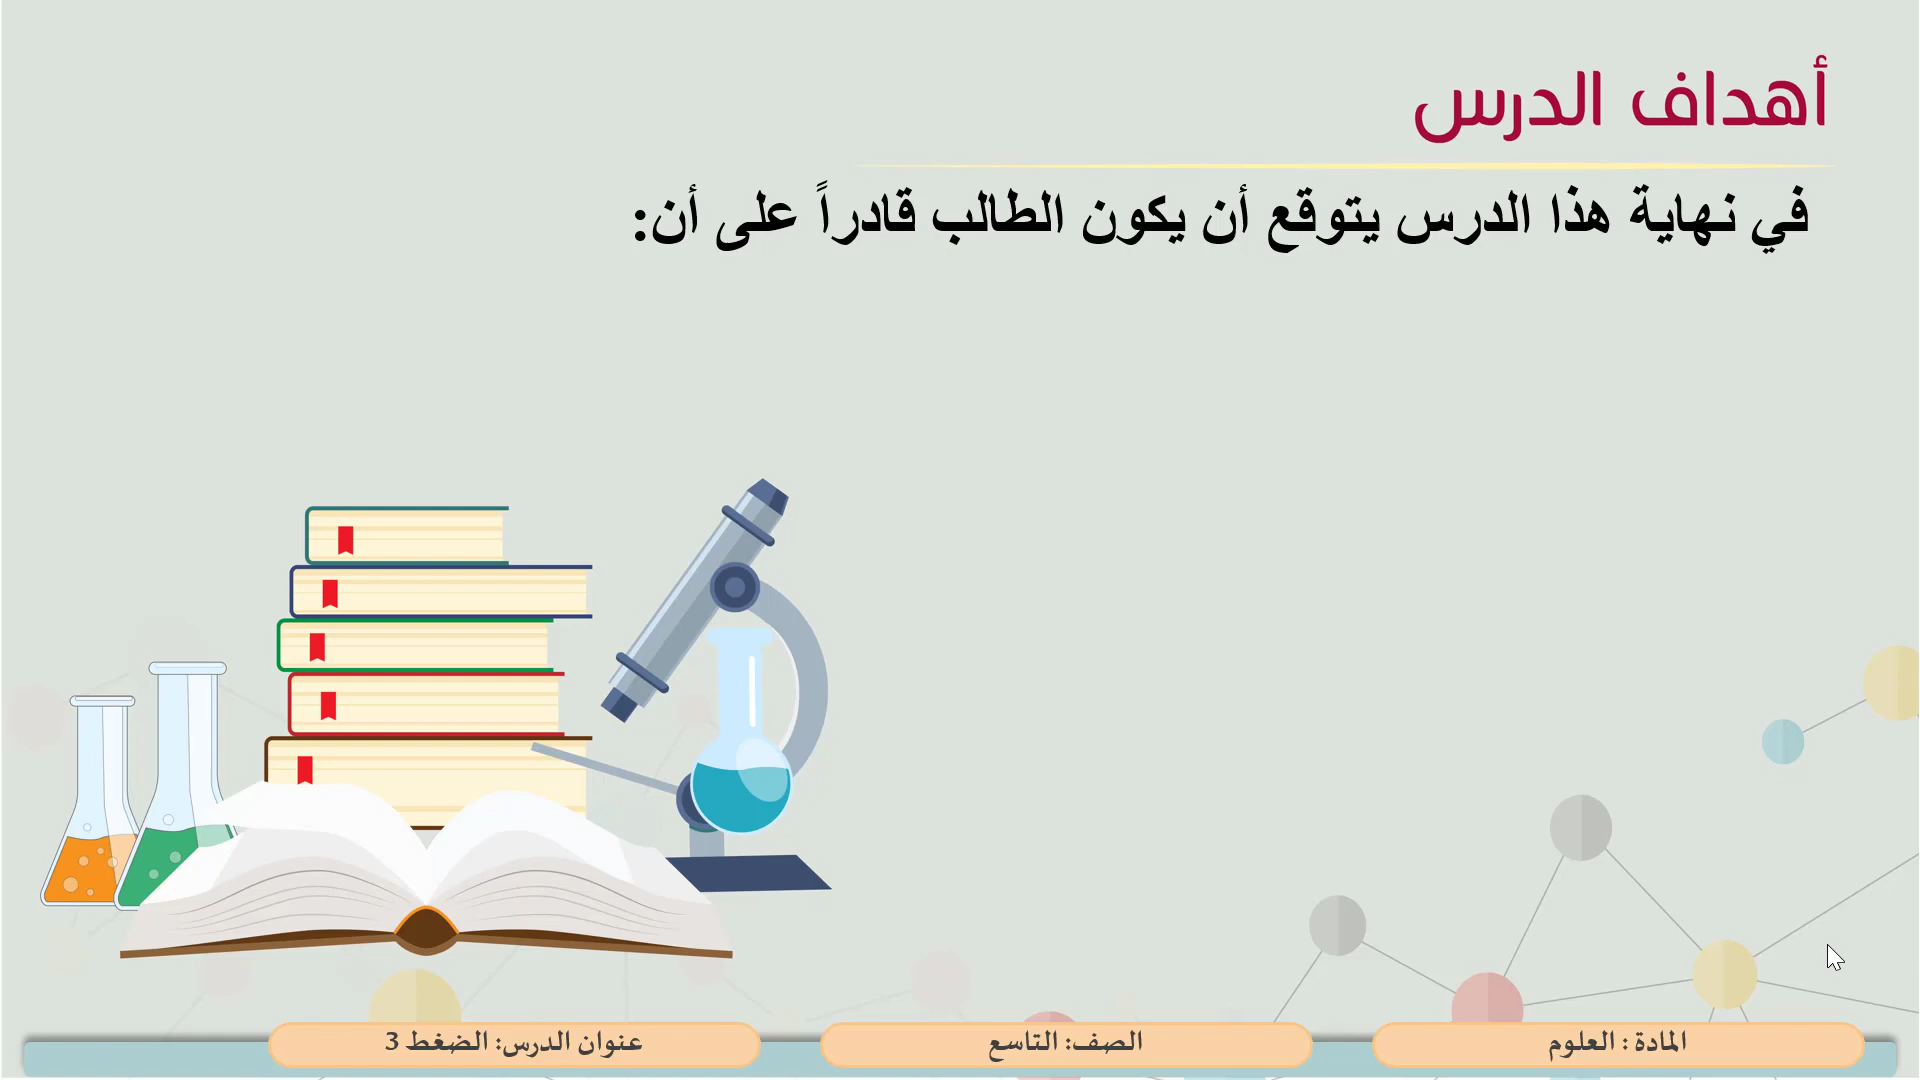 أهداف الدرس
في نهاية هذا الدرس يتوقع أن يكون الطالب قادراً على أن:
المادة : العلوم
الصف: التاسع
عنوان الدرس: الضغط 3